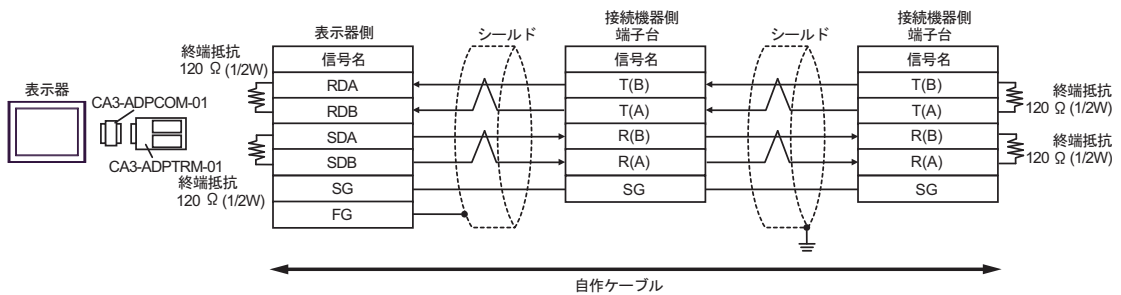 表示器
CA3-ADPCOM-01
CA3-ADPTRM-01
終端抵抗
120 Ω (1/2W)
終端抵抗
120 Ω (1/2W)
表示器側
信号名
RDA
RDB
SDA
SDB
SG
FG
シールド
接続機器側
端子台
信号名
T(B)
T(A)
R(B)
R(A)
SG
シールド
接続機器側
端子台
信号名
T(B)
T(A)
R(B)
R(A)
SG
終端抵抗
120 Ω (1/2W)
終端抵抗
120 Ω (1/2W)
自作ケーブル